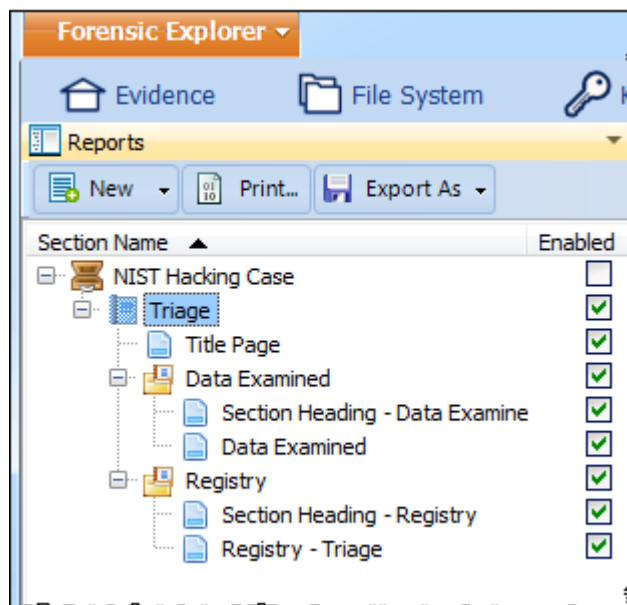 Forensic Explorer
Evidence File System K
Reports
New Print... Export As
Section Name Enabled
NIST Hacking Case
Triage
Title Page
Data Examined
Section Heading - Data Examine
Data Examined
Registry
Section Heading - Registry
Registry - Triage